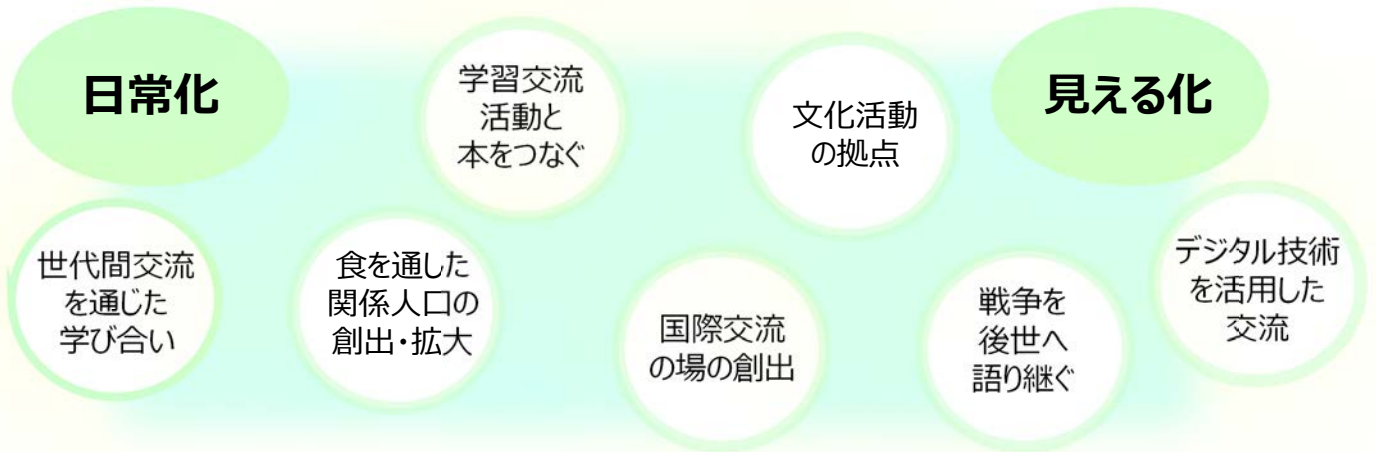 日常化
学習交流
活動と
本をつなぐ
文化活動
の拠点
見える化
世代間交流
を通じた
学び合い
食を通した
関係人口の
創出・拡大
国際交流
の場の創出
戦争を
後世へ
語り継ぐ
デジタル技術
を活用した
交流